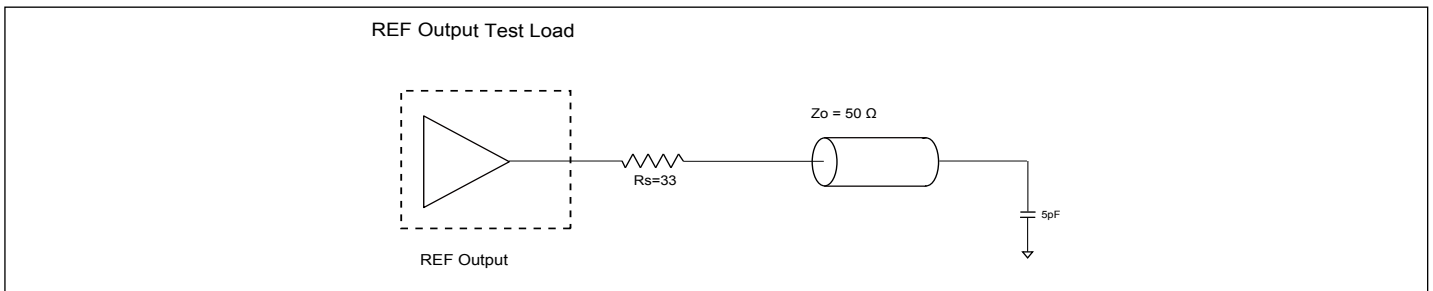 REF Output Test Load
Zo = 50 Ω
Rs=33
5pF
REF Output